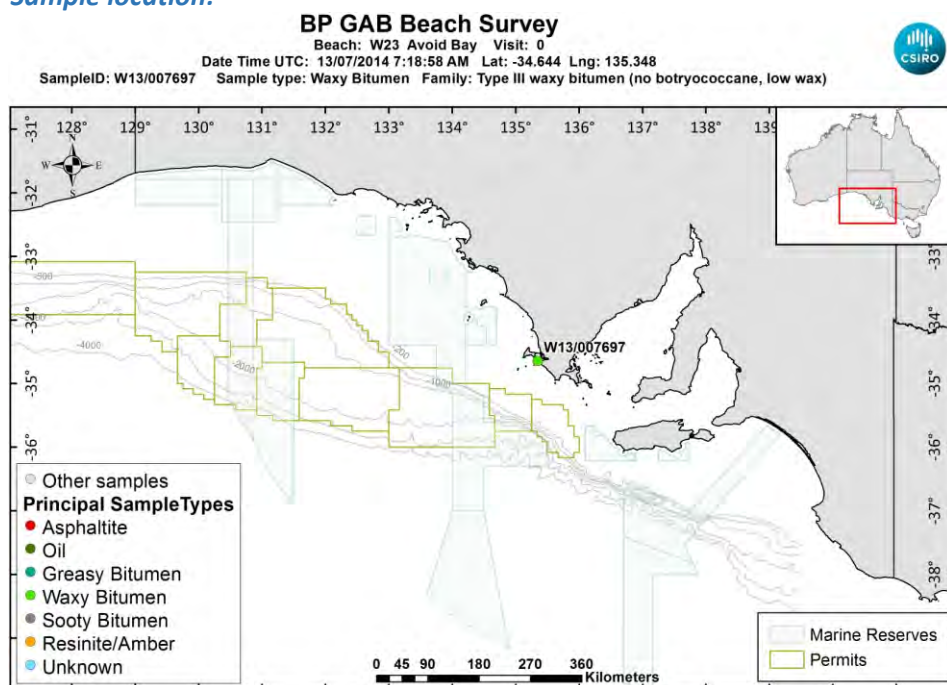 Sample location:
BP GAB Beach Survey
Beach: W23 Avoid Bay Visit: 0
Date Time UTC: 13/07/2014 7:18:58 AM Lat: -34.644 Lng: 135.348
SampleID: W13/007697 Sample type: Waxy Bitumen Family: Type III waxy bitumen (no botryococcane, low wax)
CSIRO
128° 129° 130° 131° 132° 133° 134° 135° 136° 137° 138° 139
N
W E
S
-31°
-32°
-33° -33°
-34° -34°
-35° -35°
-36° -36°
-37°
-38°
-4000
-2000
-200
-1000
W13/007697
Other samples
Principal SampleTypes
Asphaltite
Oil
Greasy Bitumen
Waxy Bitumen
Sooty Bitumen
Resinite/Amber
Unknown
0 45 90 180 270 360
Kilometers
Marine Reserves
Permits